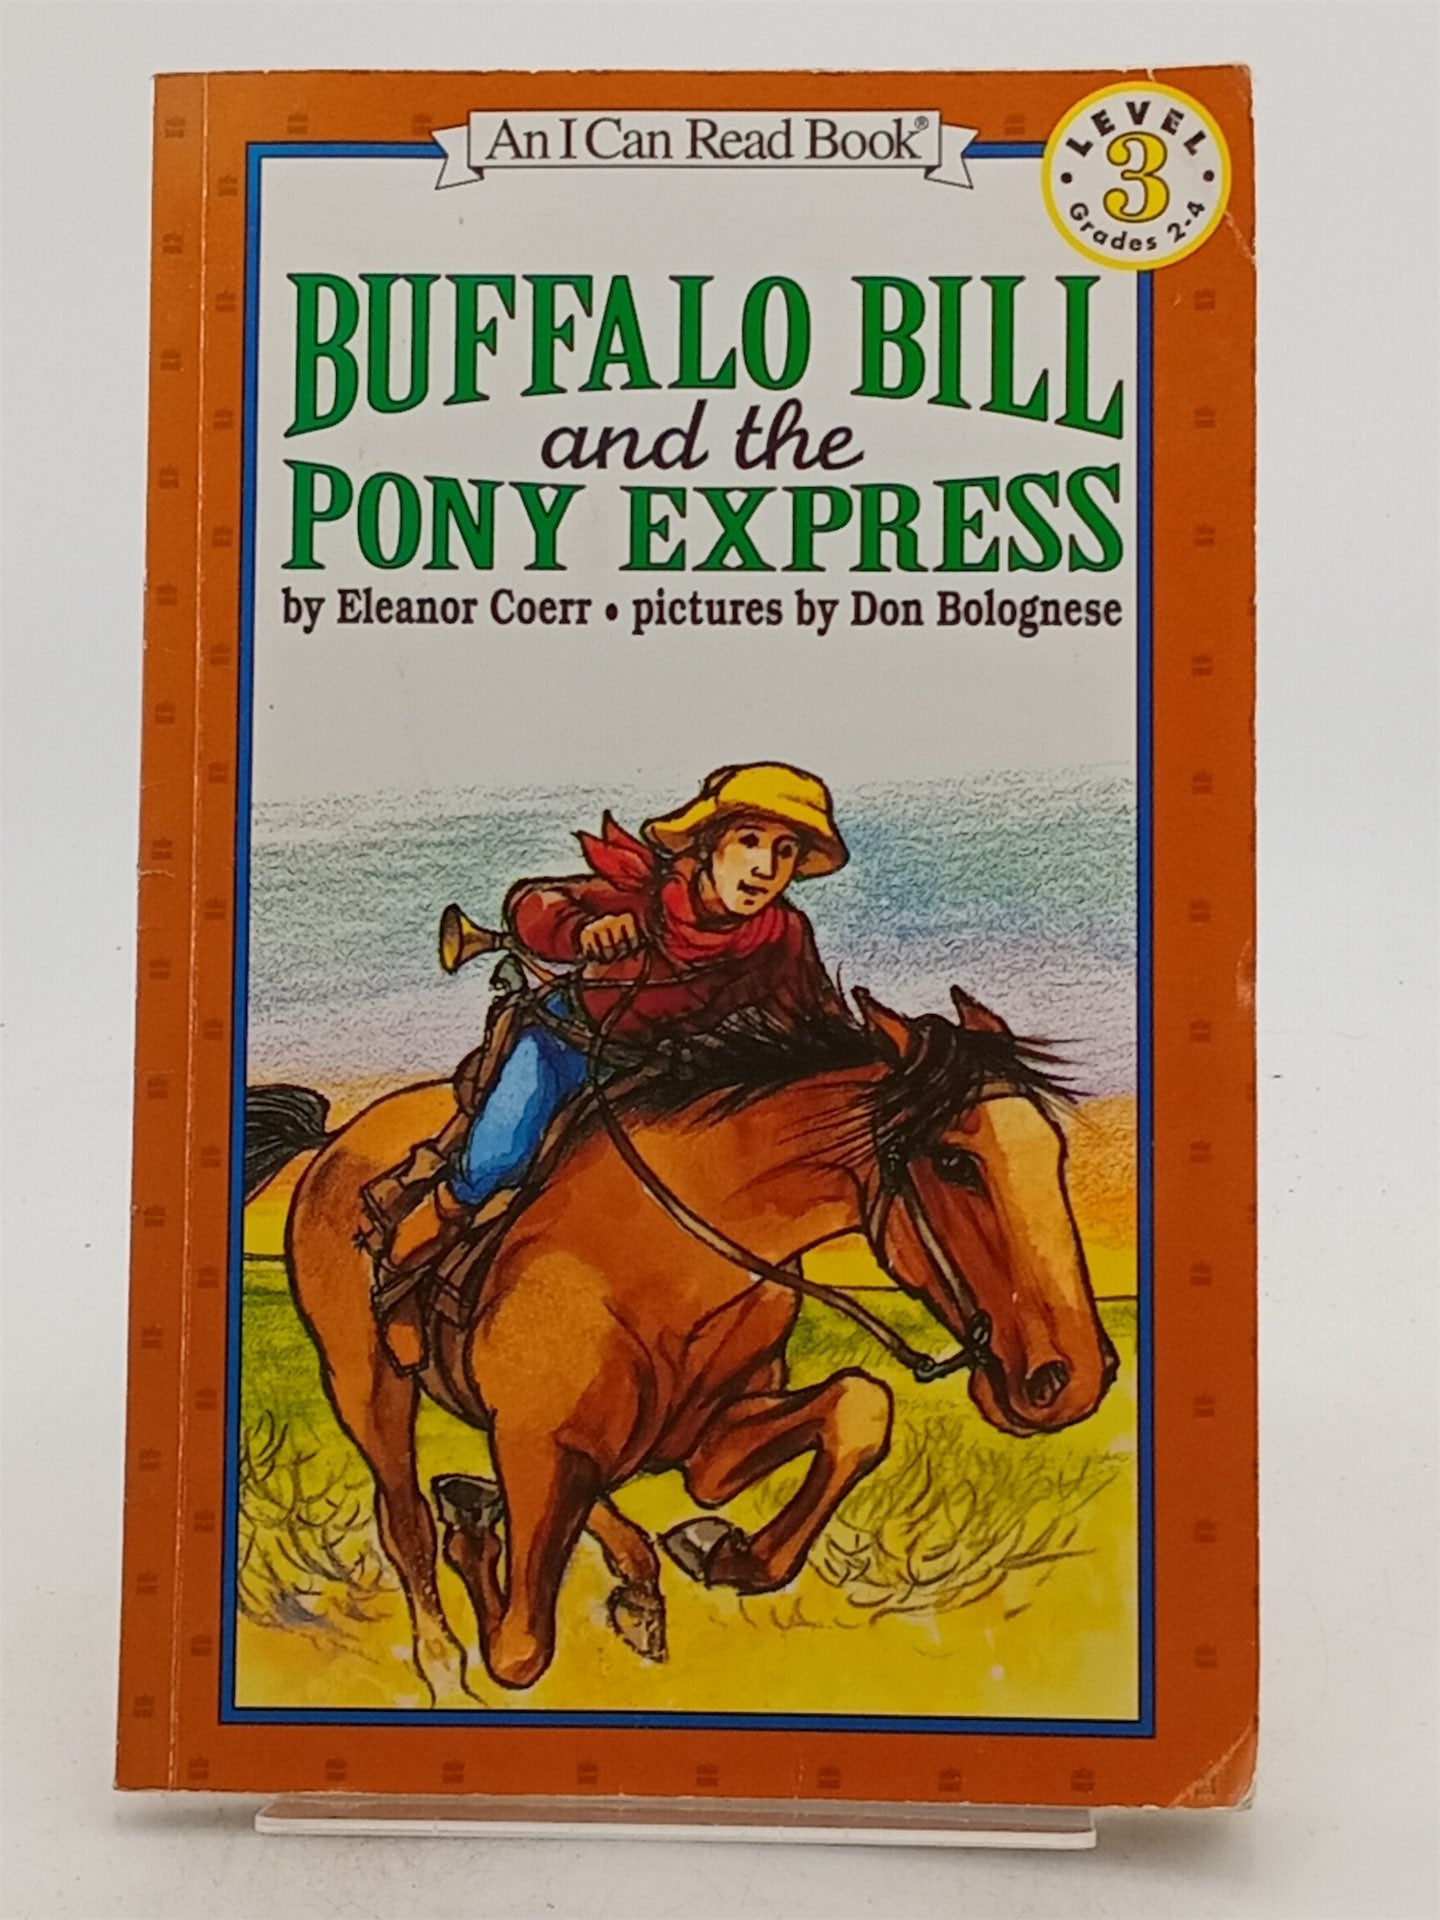 An I Can Read Book®
LEVEL
3
Grades 2-4
BUFFALO BILL
and the
PONY EXPRESS
by Eleanor Coerr • pictures by Don Bolognese